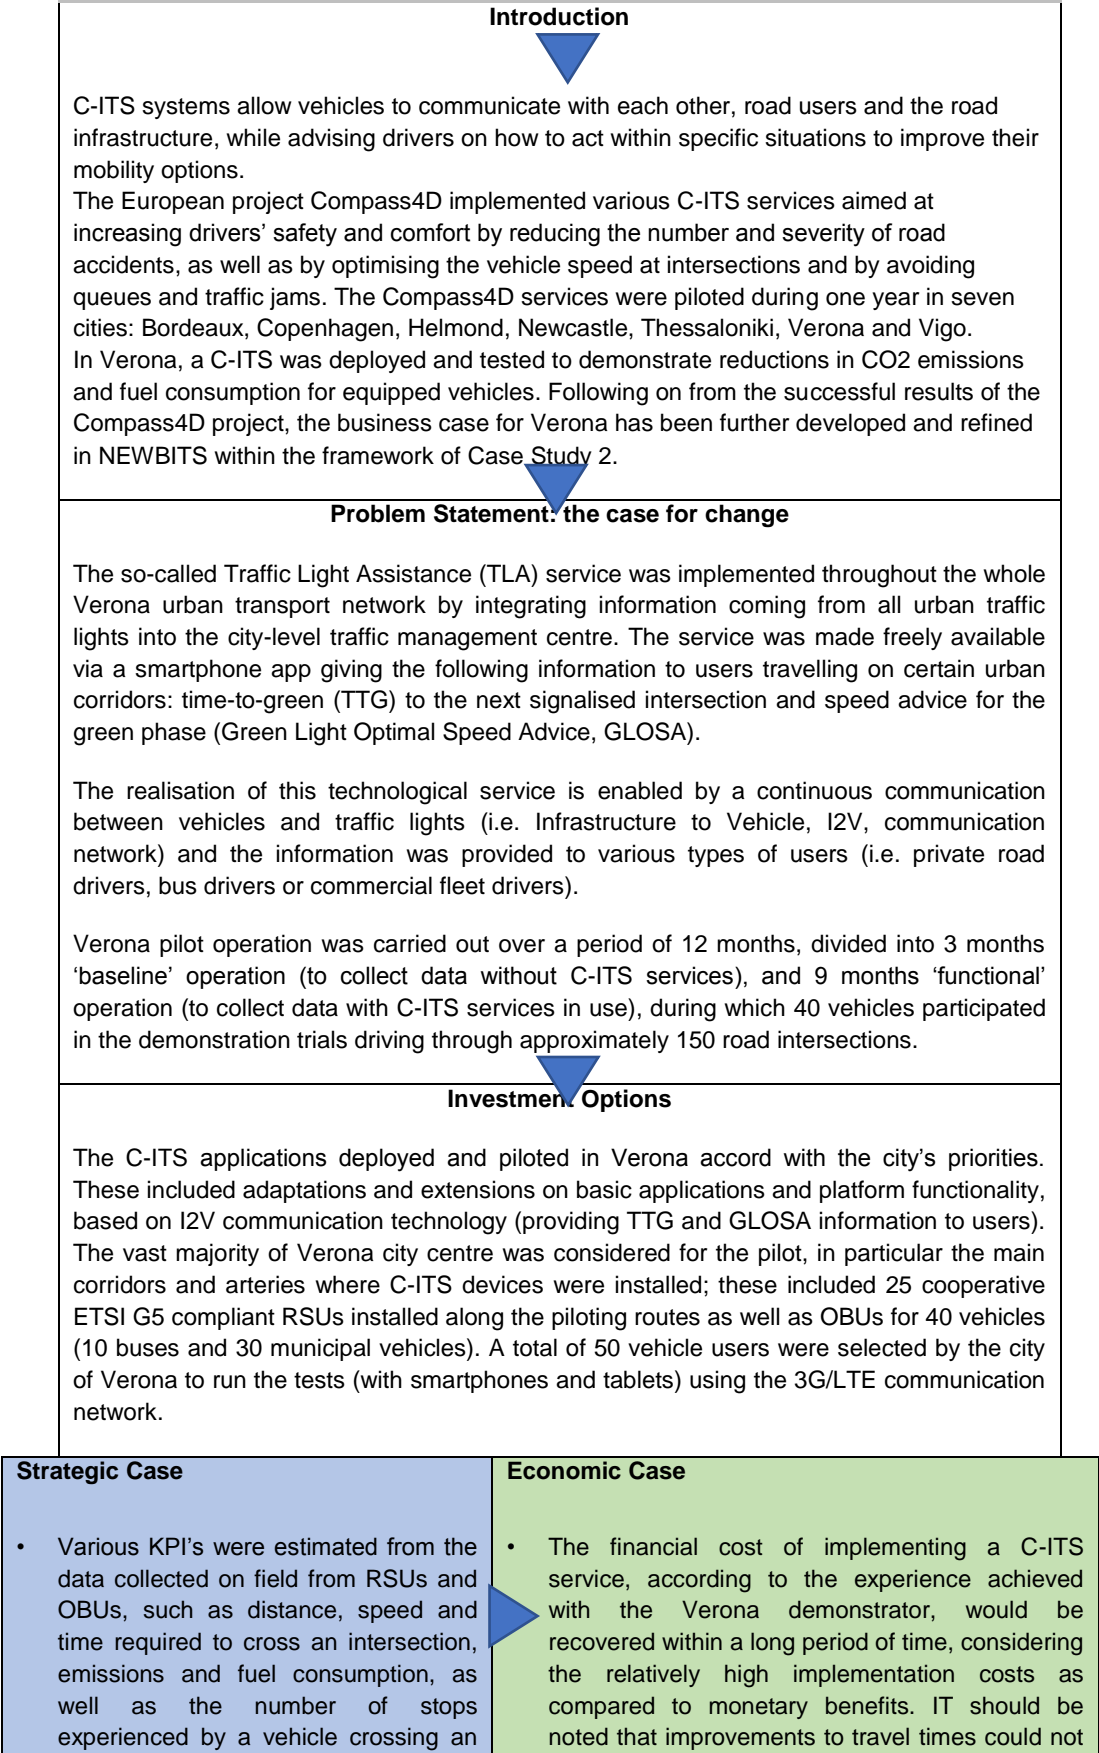 Introduction
C-ITS systems allow vehicles to communicate with each other, road users and the road
infrastructure, while advising drivers on how to act within specific situations to improve their
mobility options.
The European project Compass4D implemented various C-ITS services aimed at
increasing drivers’ safety and comfort by reducing the number and severity of road
accidents, as well as by optimising the vehicle speed at intersections and by avoiding
queues and traffic jams. The Compass4D services were piloted during one year in seven
cities: Bordeaux, Copenhagen, Helmond, Newcastle, Thessaloniki, Verona and Vigo.
In Verona, a C-ITS was deployed and tested to demonstrate reductions in CO2 emissions
and fuel consumption for equipped vehicles. Following on from the successful results of the
Compass4D project, the business case for Verona has been further developed and refined
in NEWBITS within the framework of Case Study 2.
Problem Statement: the case for change
The so-called Traffic Light Assistance (TLA) service was implemented throughout the whole
Verona urban transport network by integrating information coming from all urban traffic
lights into the city-level traffic management centre. The service was made freely available
via a smartphone app giving the following information to users travelling on certain urban
corridors: time-to-green (TTG) to the next signalised intersection and speed advice for the
green phase (Green Light Optimal Speed Advice, GLOSA).
The realisation of this technological service is enabled by a continuous communication
between vehicles and traffic lights (i.e. Infrastructure to Vehicle, I2V, communication
network) and the information was provided to various types of users (i.e. private road
drivers, bus drivers or commercial fleet drivers).
Verona pilot operation was carried out over a period of 12 months, divided into 3 months
‘baseline’ operation (to collect data without C-ITS services), and 9 months ‘functional’
operation (to collect data with C-ITS services in use), during which 40 vehicles participated
in the demonstration trials driving through approximately 150 road intersections.
Investment Options
The C-ITS applications deployed and piloted in Verona accord with the city’s priorities.
These included adaptations and extensions on basic applications and platform functionality,
based on I2V communication technology (providing TTG and GLOSA information to users).
The vast majority of Verona city centre was considered for the pilot, in particular the main
corridors and arteries where C-ITS devices were installed; these included 25 cooperative
ETSI G5 compliant RSUs installed along the piloting routes as well as OBUs for 40 vehicles
(10 buses and 30 municipal vehicles). A total of 50 vehicle users were selected by the city
of Verona to run the tests (with smartphones and tablets) using the 3G/LTE communication
network.
Strategic Case
• Various KPI’s were estimated from the
data collected on field from RSUs and
OBUs, such as distance, speed and
time required to cross an intersection,
emissions and fuel consumption, as
well as the number of stops
experienced by a vehicle crossing an
Economic Case
• The financial cost of implementing a C-ITS
service, according to the experience achieved
with the Verona demonstrator, would be
recovered within a long period of time, considering
the relatively high implementation costs as
compared to monetary benefits. IT should be
noted that improvements to travel times could not